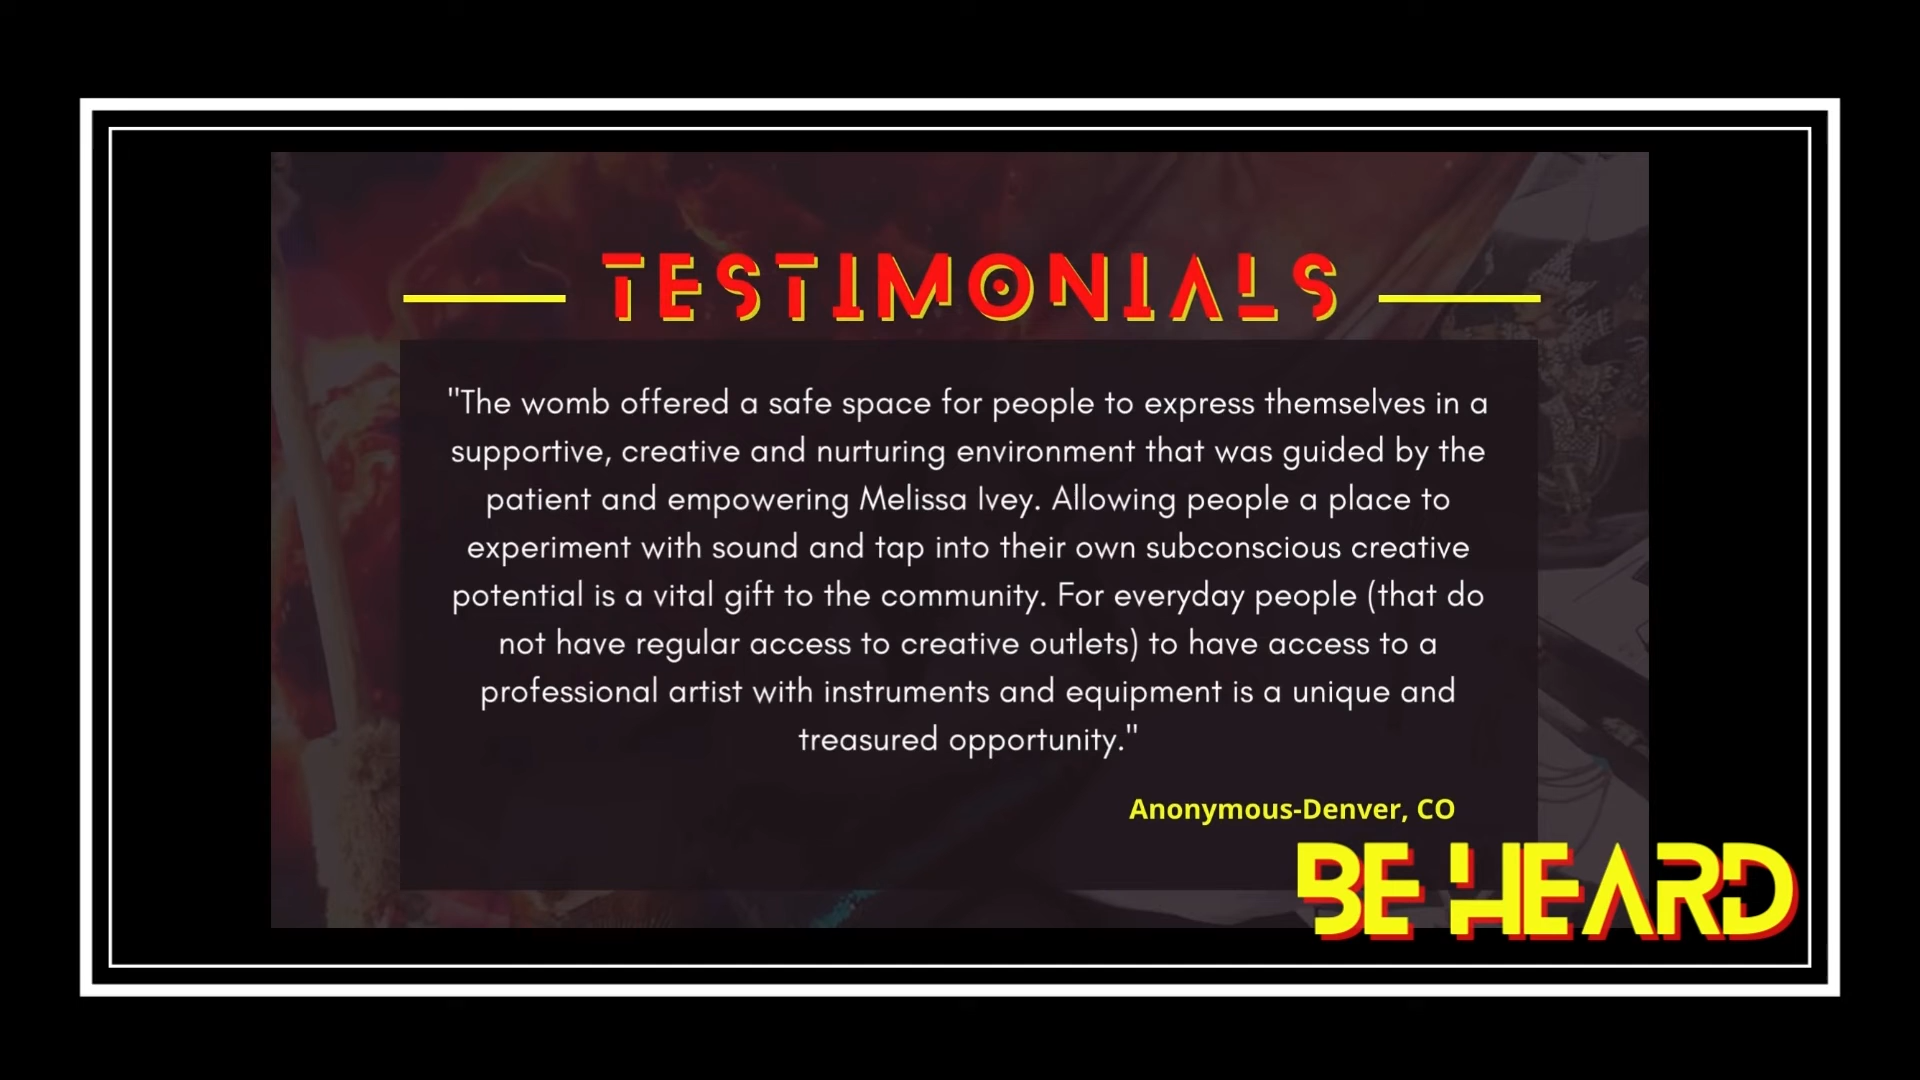 TESTIMONIALS
"The womb offered a safe space for people to express themselves in a
supportive, creative and nurturing environment that was guided by the
patient and empowering Melissa Ivey. Allowing people a place to
experiment with sound and tap into their own subconscious creative
potential is a vital gift to the community. For everyday people (that do
not have regular access to creative outlets) to have access to a
professional artist with instruments and equipment is a unique and
treasured opportunity."
Anonymous-Denver, CO
BE HEARD